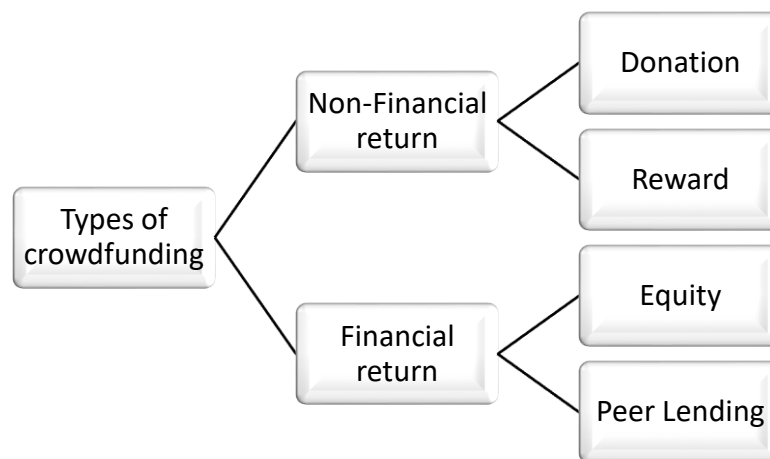 Types of
crowdfunding
Non-Financial
return
Donation
Reward
Financial
return
Equity
Peer Lending